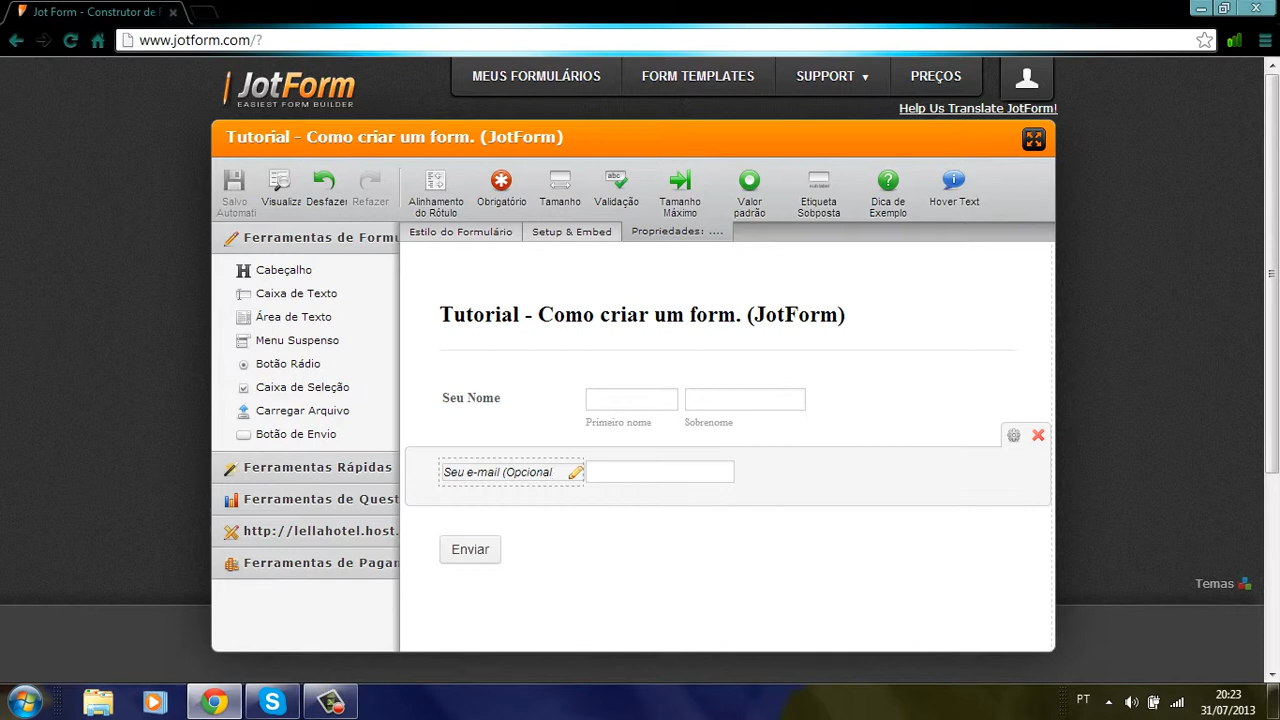 Jot Form - Construtor de F
www.jotform.com/?
JotForm
EASIEST FORM BUILDER
MEUS FORMULÁRIOS
FORM TEMPLATES
SUPPORT ▼
PREÇOS
Help Us Translate JotForm!
Tutorial - Como criar um form. (JotForm)
Salvo
Automati
Visualiza
Desfazer
Refazer
Alinhamento
do Rótulo
Obrigatório
Tamanho
abc
Validação
Tamanho
Máximo
Valor
padrão
Etiqueta
Sobposta
Dica de
Exemplo
Hover Text
Ferramentas de Formu
Estilo do Formulário
Setup & Embed
Propriedades: ....
Cabeçalho
Caixa de Texto
Área de Texto
Menu Suspenso
Botão Rádio
Caixa de Seleção
Carregar Arquivo
Botão de Envio
Ferramentas Rápidas
Ferramentas de Quest
http://lellahotel.host.
Ferramentas de Pagan
Tutorial - Como criar um form. (JotForm)
Seu Nome
Primeiro nome
Sobrenome
Seu e-mail (Opcional
Enviar
Temas
PT
20:23
31/07/2013